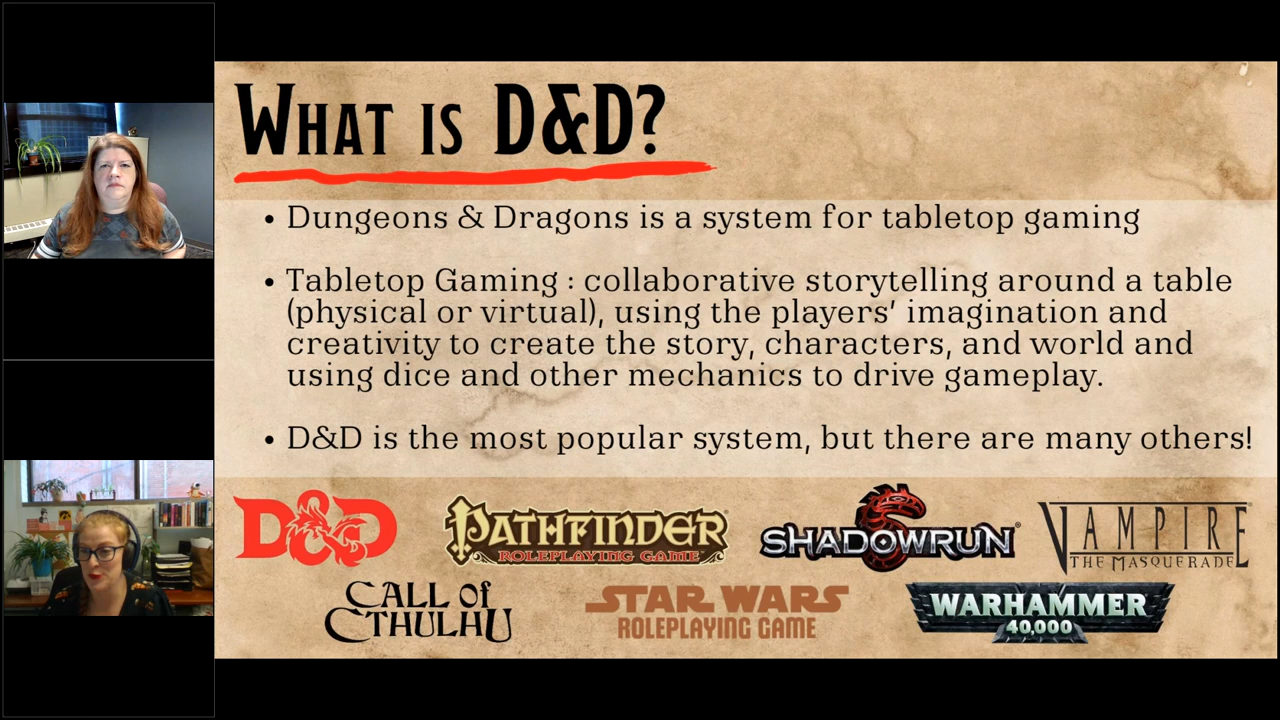 What is D&D?
• Dungeons & Dragons is a system for tabletop gaming
• Tabletop Gaming : collaborative storytelling around a table
(physical or virtual), using the players’ imagination and
creativity to create the story, characters, and world and
using dice and other mechanics to drive gameplay.
• D&D is the most popular system, but there are many others!
D&D
PATHFINDER®
ROLEPLAYING GAME
SHADOWRUN®
VAMPIRE®
THE MASQUERADE
CALL OF
CTHULHU
STAR WARS
ROLEPLAYING GAME
WARHAMMER
40,000